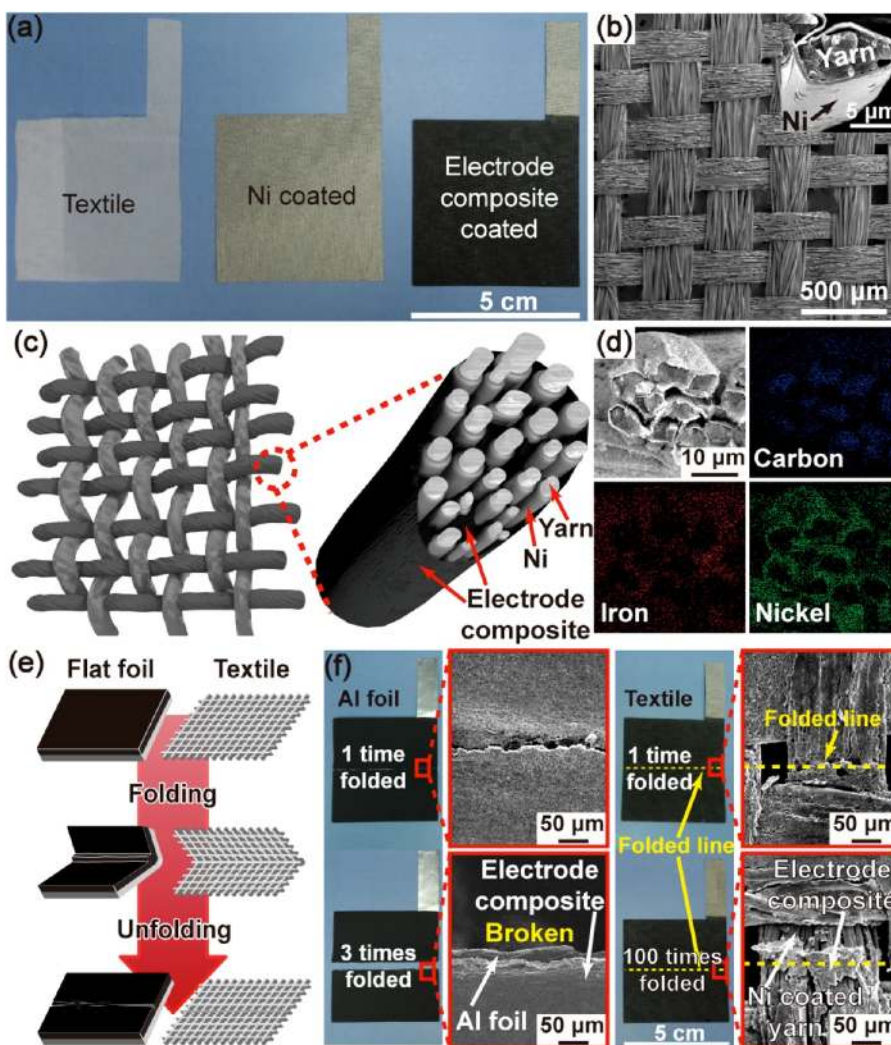 (a)
Textile
Ni coated
Electrode
composite
coated
5 cm
(b)
Yarn
Ni
5 µm
500 µm
(c)
Yarn
Ni
Electrode
composite
(d)
10 µm
Carbon
Iron
Nickel
(e)
Flat foil
Textile
Folding
Unfolding
(f)
Al foil
1 time
folded
50 µm
Textile
1 time
folded
Folded line
50 µm
Folded line
3 times
folded
Electrode
composite
Broken
Al foil
50 µm
100 times
folded
5 cm
Electrode
composite
Ni coated
yarn
50 µm